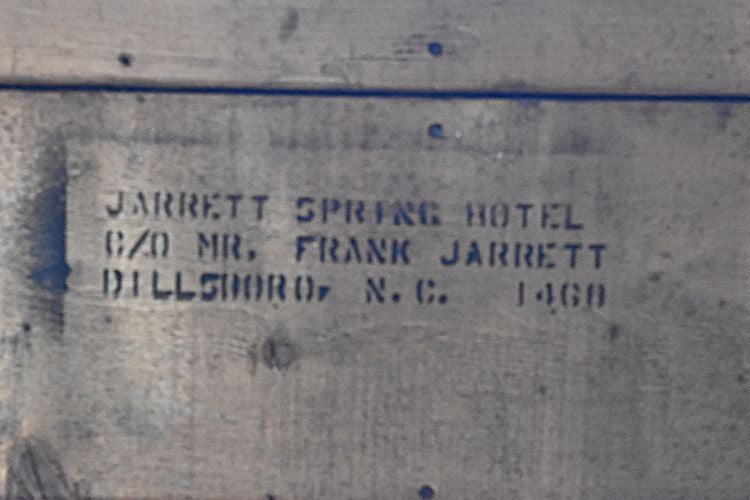 JARRETT SPRING HOTEL
C/O MR. FRANK JARRETT
DILLSBORO, N.C. 1460